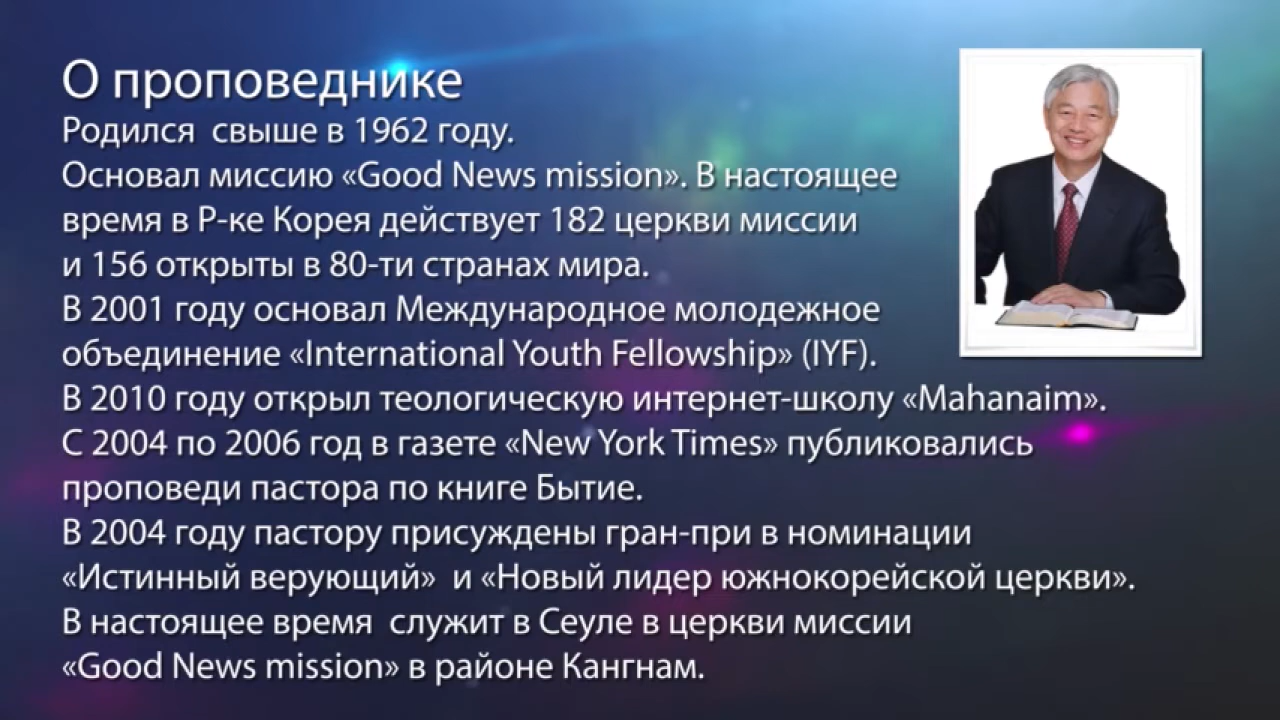 О проповеднике
Родился свыше в 1962 году.
Основал миссию «Good News mission». В настоящее
время в Р-ке Корея действует 182 церкви миссии
и 156 открыты в 80-ти странах мира.
В 2001 году основал Международное молодежное
объединение «International Youth Fellowship» (IYF).
В 2010 году открыл теологическую интернет-школу «Mahanaim».
С 2004 по 2006 год в газете «New York Times» публиковались
проповеди пастора по книге Бытие.
В 2004 году пастору присуждены гран-при в номинации
«Истинный верующий» и «Новый лидер южнокорейской церкви».
В настоящее время служит в Сеуле в церкви миссии
«Good News mission» в районе Кангнам.